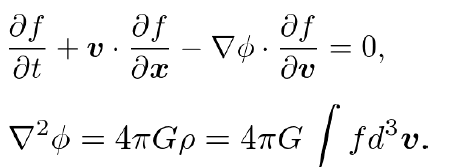 ∂f/∂t + v · ∂f/∂x − ∇ϕ · ∂f/∂v = 0,
∇²ϕ = 4πGρ = 4πG ∫ f d³v.